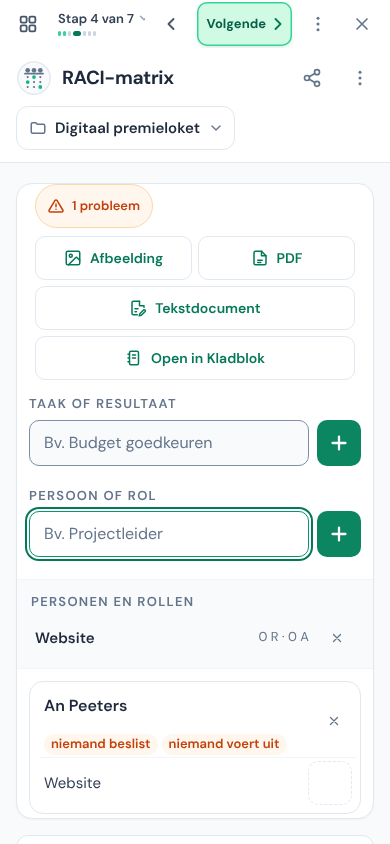 Stap 4 van 7
Volgende
RACI-matrix
Digitaal premieloket
1 probleem
Afbeelding
PDF
Tekstdocument
Open in Kladblok
TAAK OF RESULTAAT
Bv. Budget goedkeuren
PERSOON OF ROL
Bv. Projectleider
PERSONEN EN ROLLEN
Website
0R·0A
An Peeters
niemand beslist niemand voert uit
Website